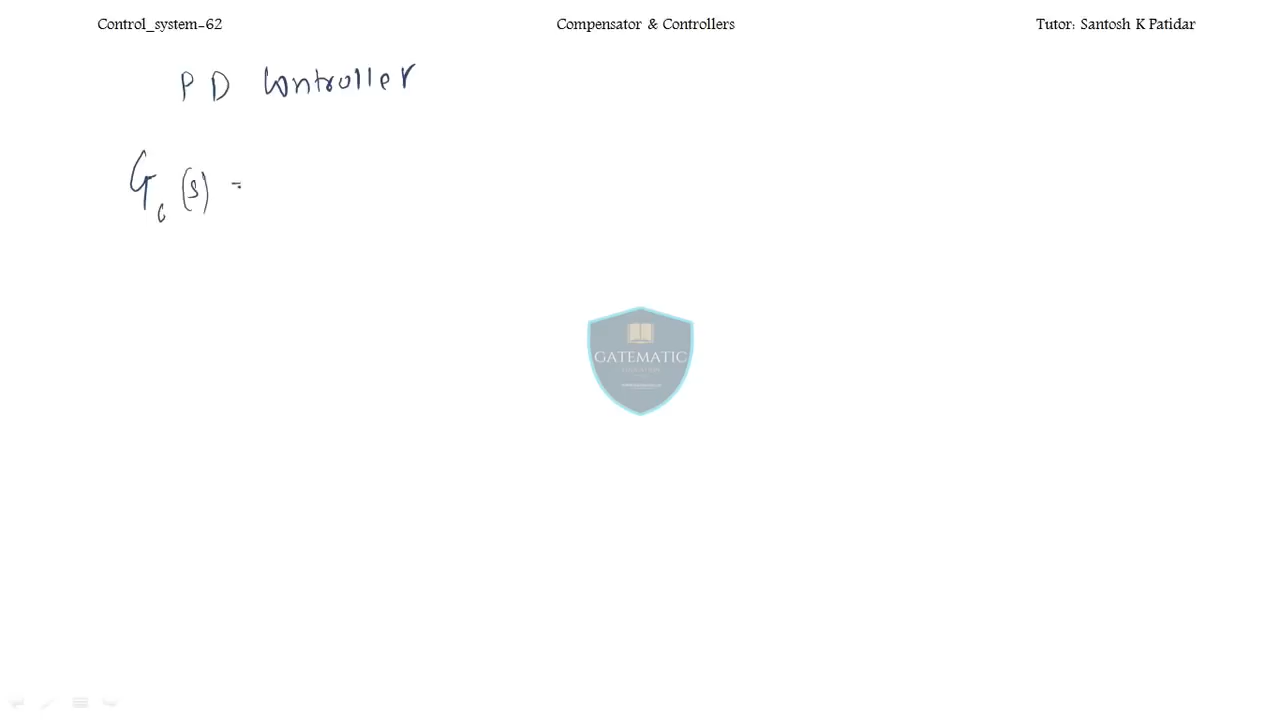 Control_system-62 Compensator & Controllers Tutor: Santosh K Patidar
PD Controller
Gc(s) =
GATEMATIC